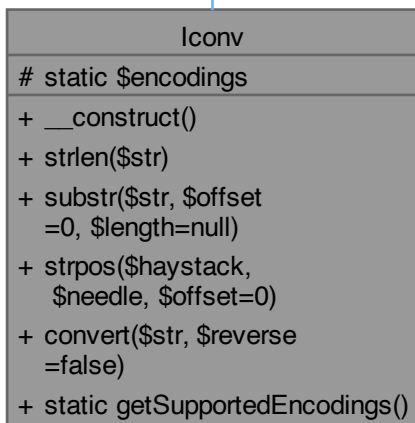 Iconv
# static $encodings
+ __construct()
+ strlen($str)
+ substr($str, $offset
=0, $length=null)
+ strpos($haystack,
$needle, $offset=0)
+ convert($str, $reverse
=false)
+ static getSupportedEncodings()